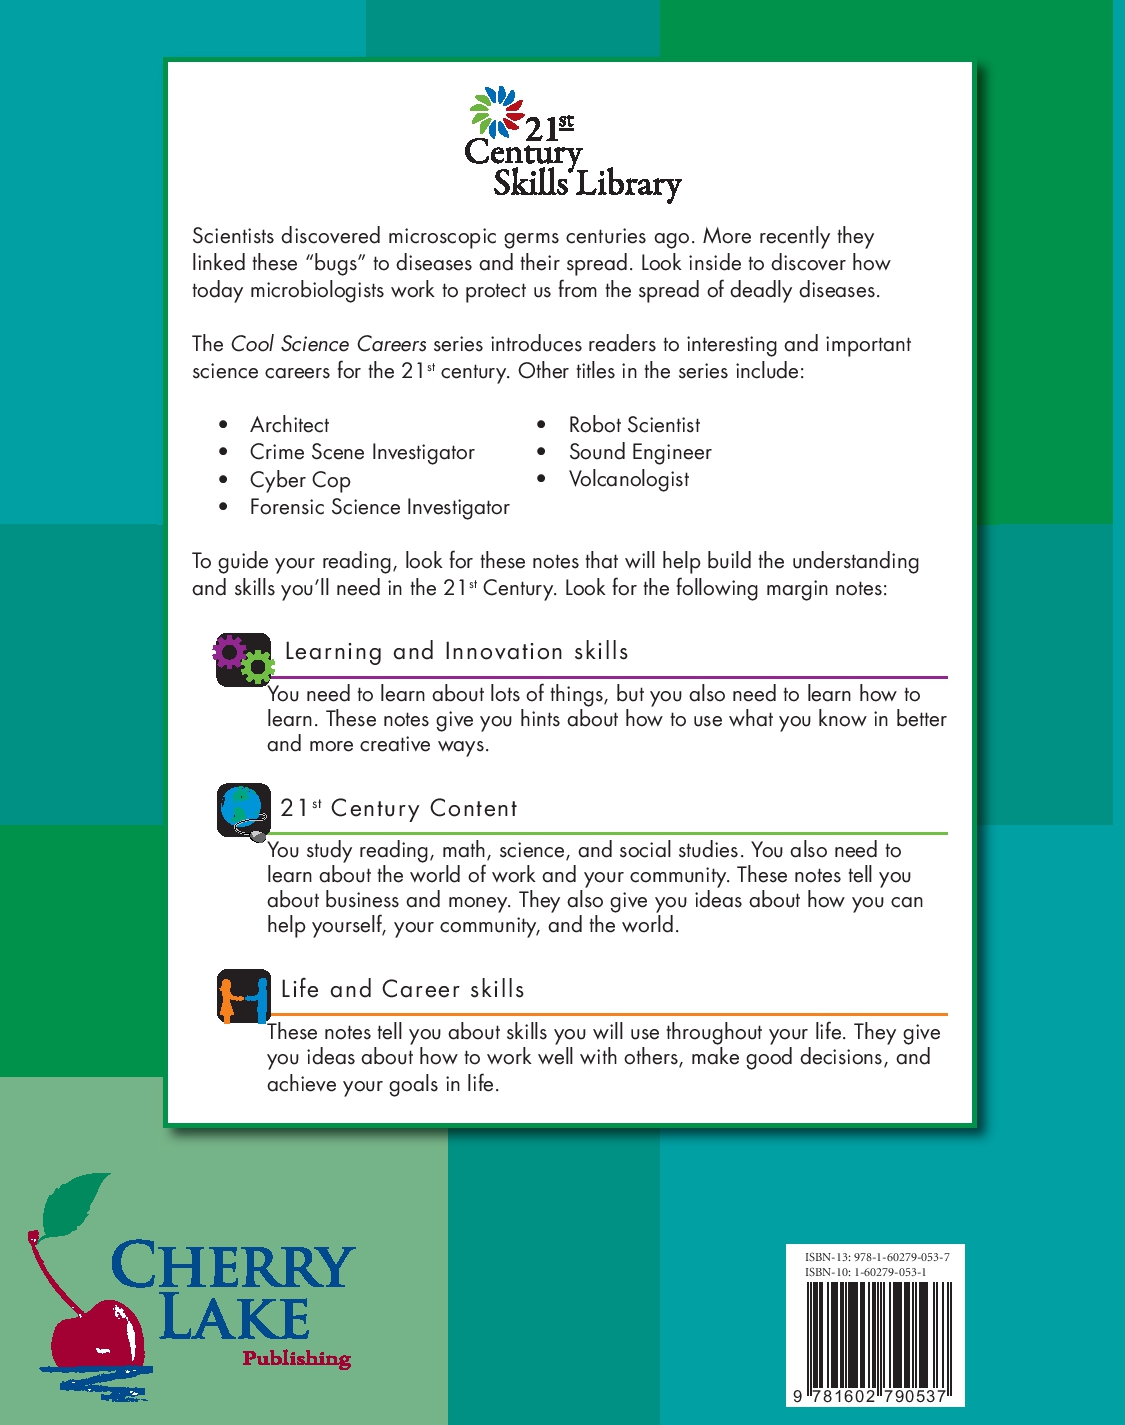 21st
Century
Skills Library
Scientists discovered microscopic germs centuries ago. More recently they
linked these “bugs” to diseases and their spread. Look inside to discover how
today microbiologists work to protect us from the spread of deadly diseases.
The Cool Science Careers series introduces readers to interesting and important
science careers for the 21st century. Other titles in the series include:
• Architect
• Crime Scene Investigator
• Cyber Cop
• Forensic Science Investigator
• Robot Scientist
• Sound Engineer
• Volcanologist
To guide your reading, look for these notes that will help build the understanding
and skills you’ll need in the 21st Century. Look for the following margin notes:
Learning and Innovation skills
You need to learn about lots of things, but you also need to learn how to
learn. These notes give you hints about how to use what you know in better
and more creative ways.
21st Century Content
You study reading, math, science, and social studies. You also need to
learn about the world of work and your community. These notes tell you
about business and money. They also give you ideas about how you can
help yourself, your community, and the world.
Life and Career skills
These notes tell you about skills you will use throughout your life. They give
you ideas about how to work well with others, make good decisions, and
achieve your goals in life.
CHERRY
LAKE
Publishing
ISBN-13: 978-1-60279-053-7
ISBN-10: 1-60279-053-1
9 781602 790537